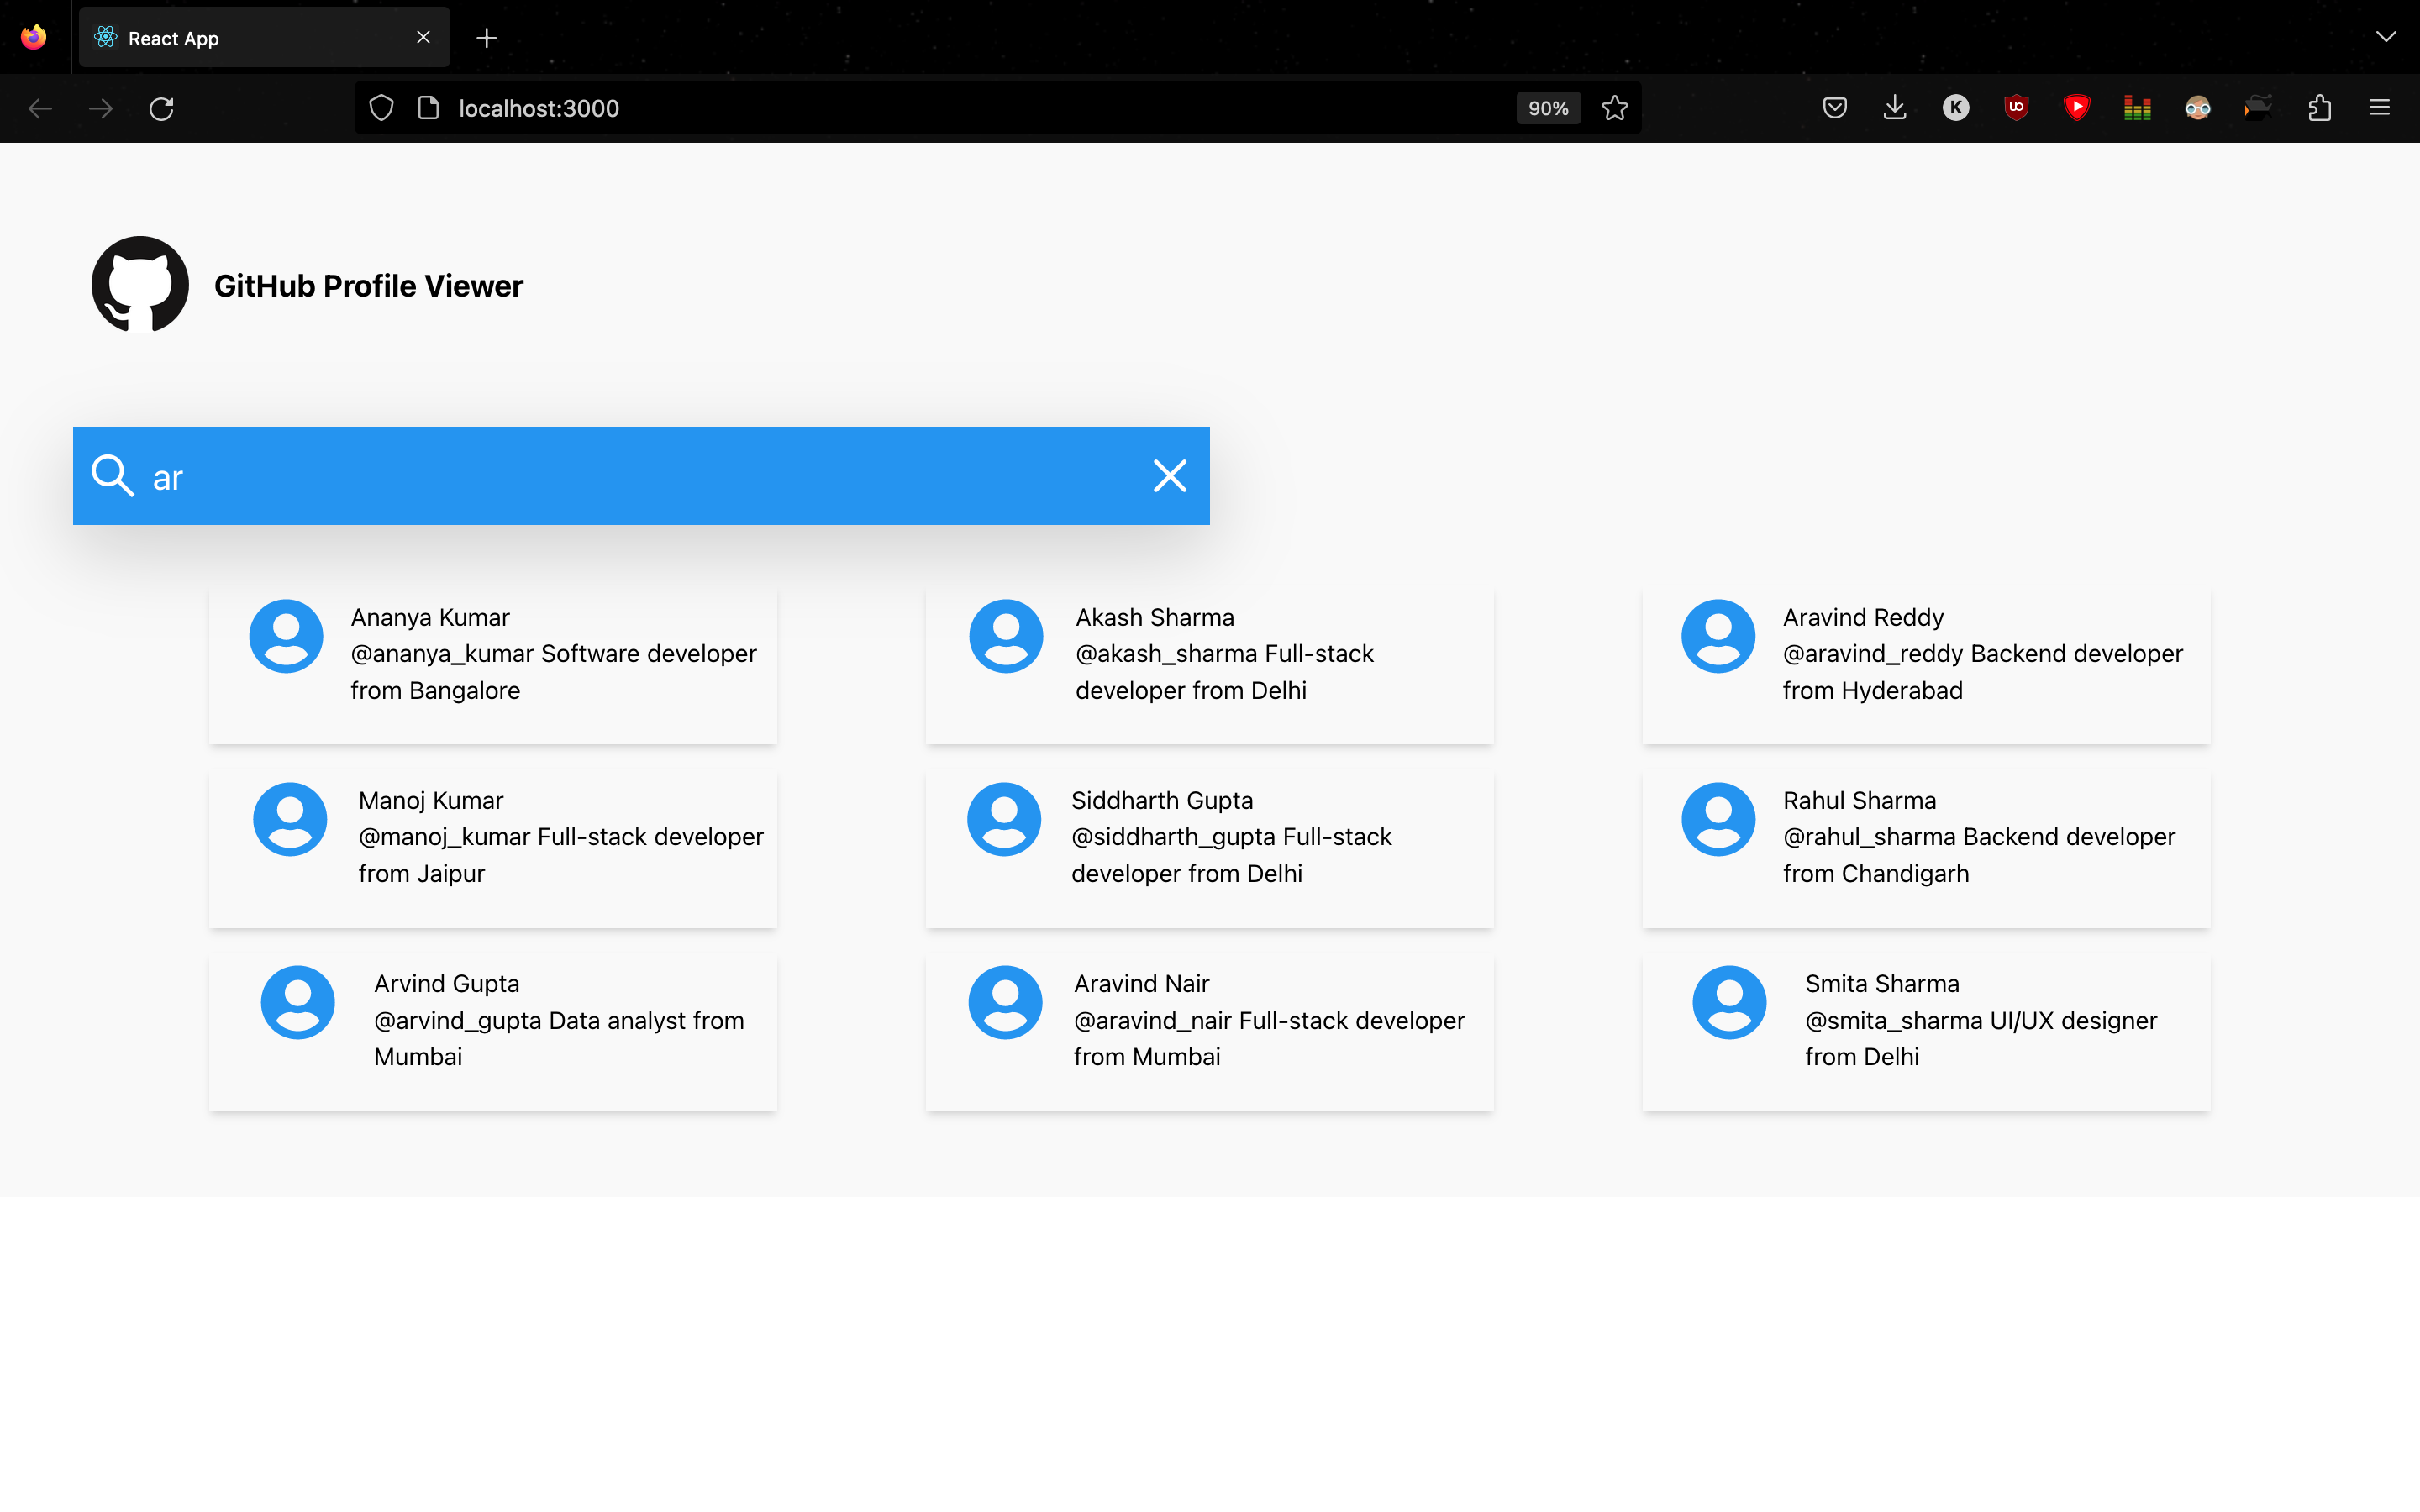 React App
localhost:3000
90%
K
UO
GitHub Profile Viewer
ar
Ananya Kumar
@ananya_kumar Software developer
from Bangalore
Akash Sharma
@akash_sharma Full-stack
developer from Delhi
Aravind Reddy
@aravind_reddy Backend developer
from Hyderabad
Manoj Kumar
@manoj_kumar Full-stack developer
from Jaipur
Siddharth Gupta
@siddharth_gupta Full-stack
developer from Delhi
Rahul Sharma
@rahul_sharma Backend developer
from Chandigarh
Arvind Gupta
@arvind_gupta Data analyst from
Mumbai
Aravind Nair
@aravind_nair Full-stack developer
from Mumbai
Smita Sharma
@smita_sharma UI/UX designer
from Delhi